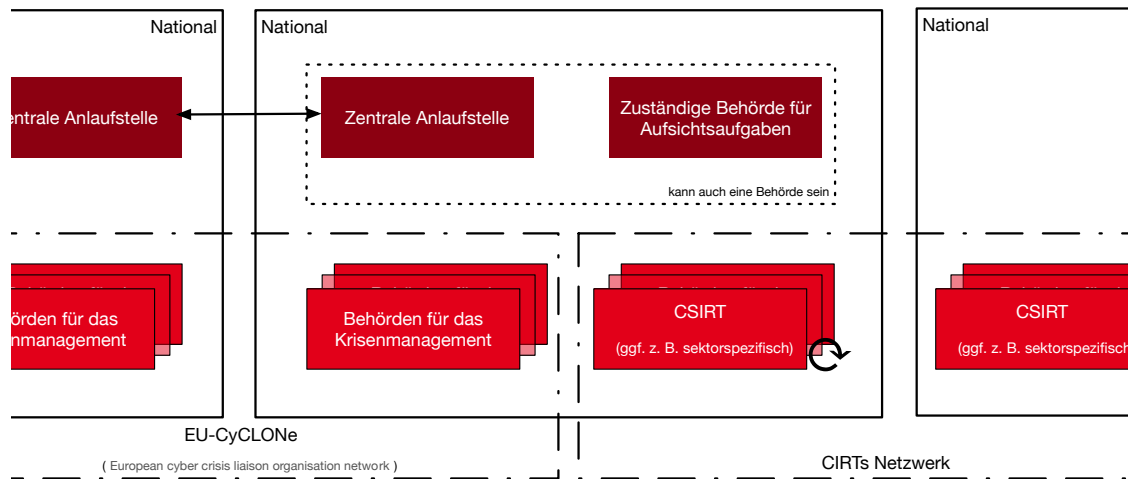 National
National
National
entrale Anlaufstelle
Zentrale Anlaufstelle
Zuständige Behörde für
Aufsichtsaufgaben
kann auch eine Behörde sein
örden für das
nmanagement
Behörden für das
Krisenmanagement
CSIRT
(ggf. z. B. sektorspezifisch)
CSIRT
(ggf. z. B. sektorspezifisch
EU-CyCLONe
( European cyber crisis liaison organisation network )
CIRTs Netzwerk